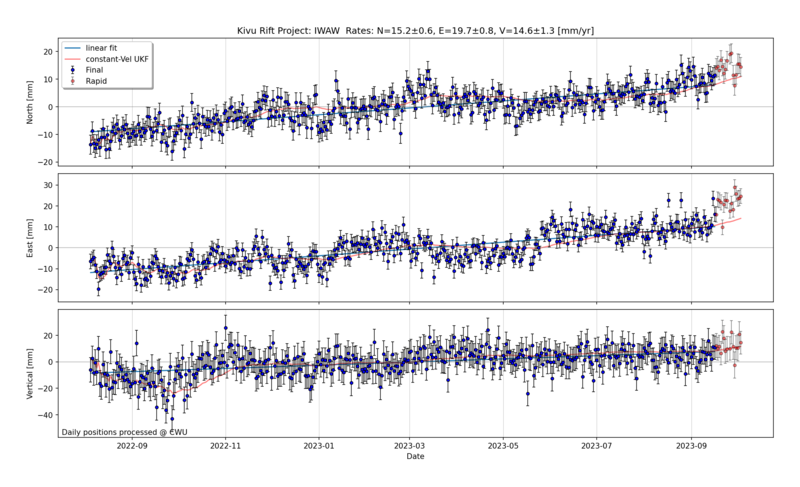 Kivu Rift Project: IWAW  Rates: N=15.2±0.6, E=19.7±0.8, V=14.6±1.3 [mm/yr]
linear fit
constant-Vel UKF
Final
Rapid
North [mm]
20
10
0
−10
−20
East [mm]
30
20
10
0
−10
−20
Vertical [mm]
20
0
−20
−40
Daily positions processed @ CWU
2022-09
2022-11
2023-01
2023-03
2023-05
2023-07
2023-09
Date